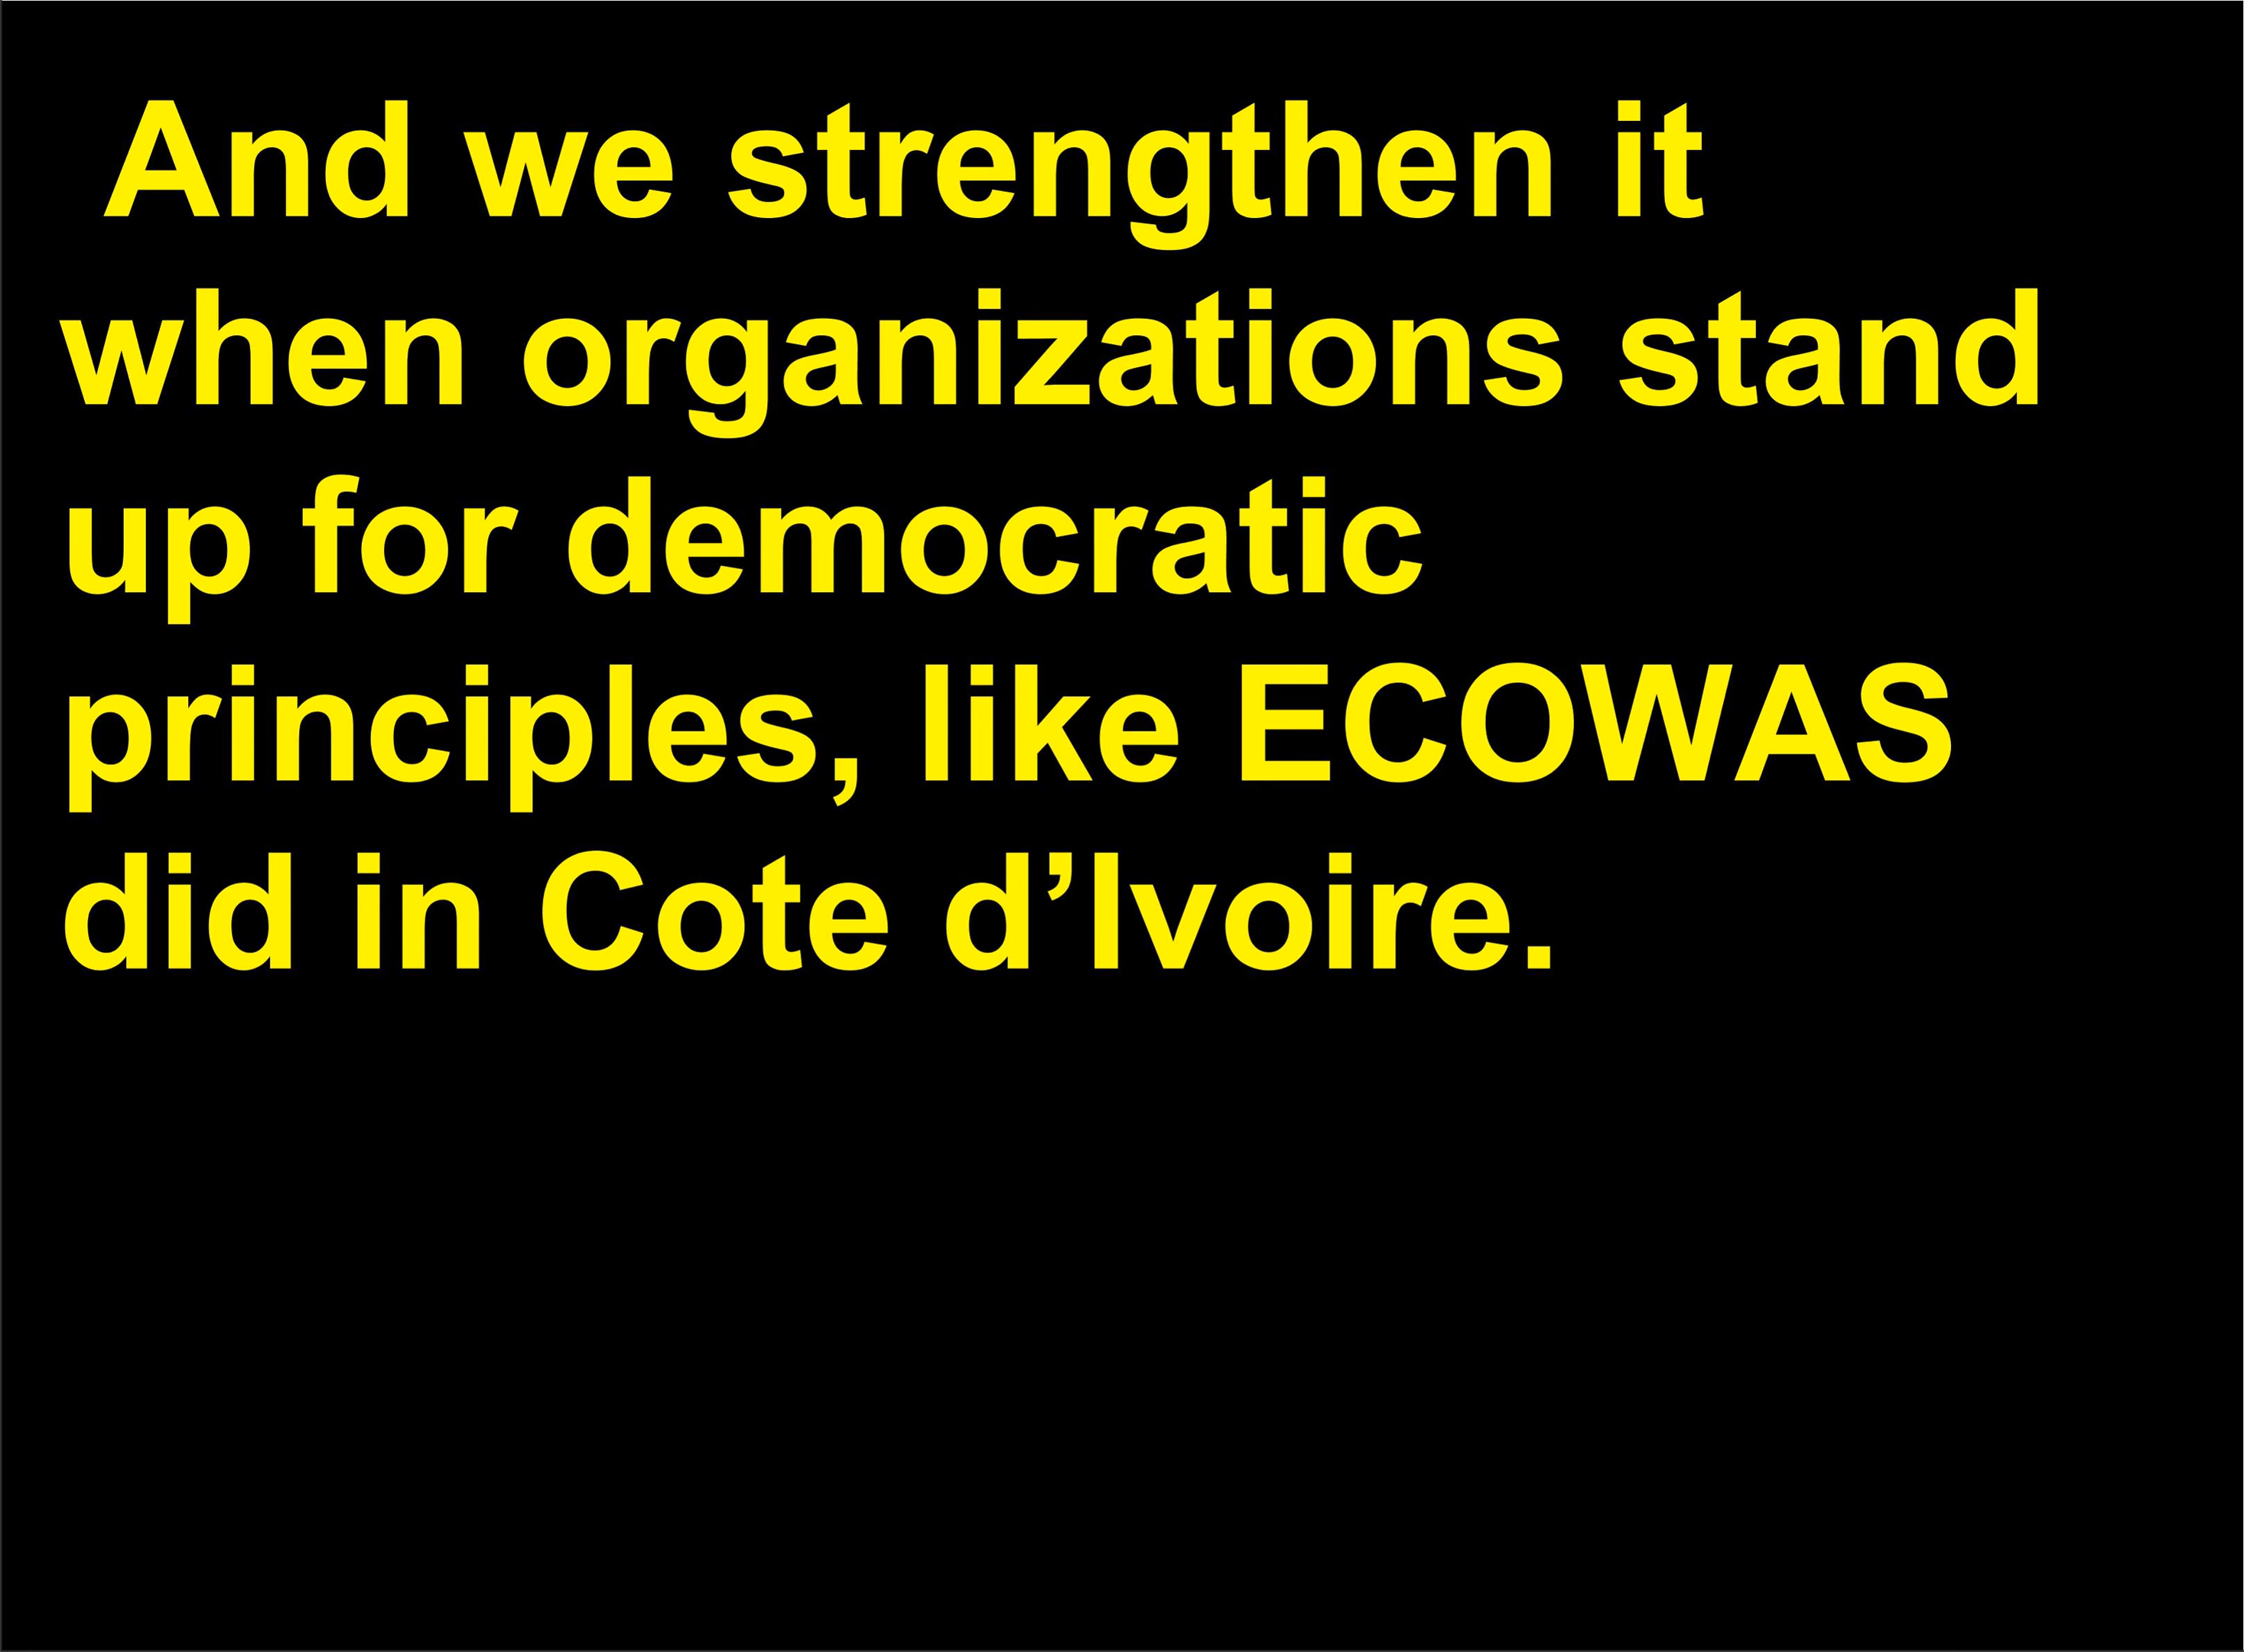 And we strengthen it
when organizations stand
up for democratic
principles, like ECOWAS
did in Cote d’Ivoire.